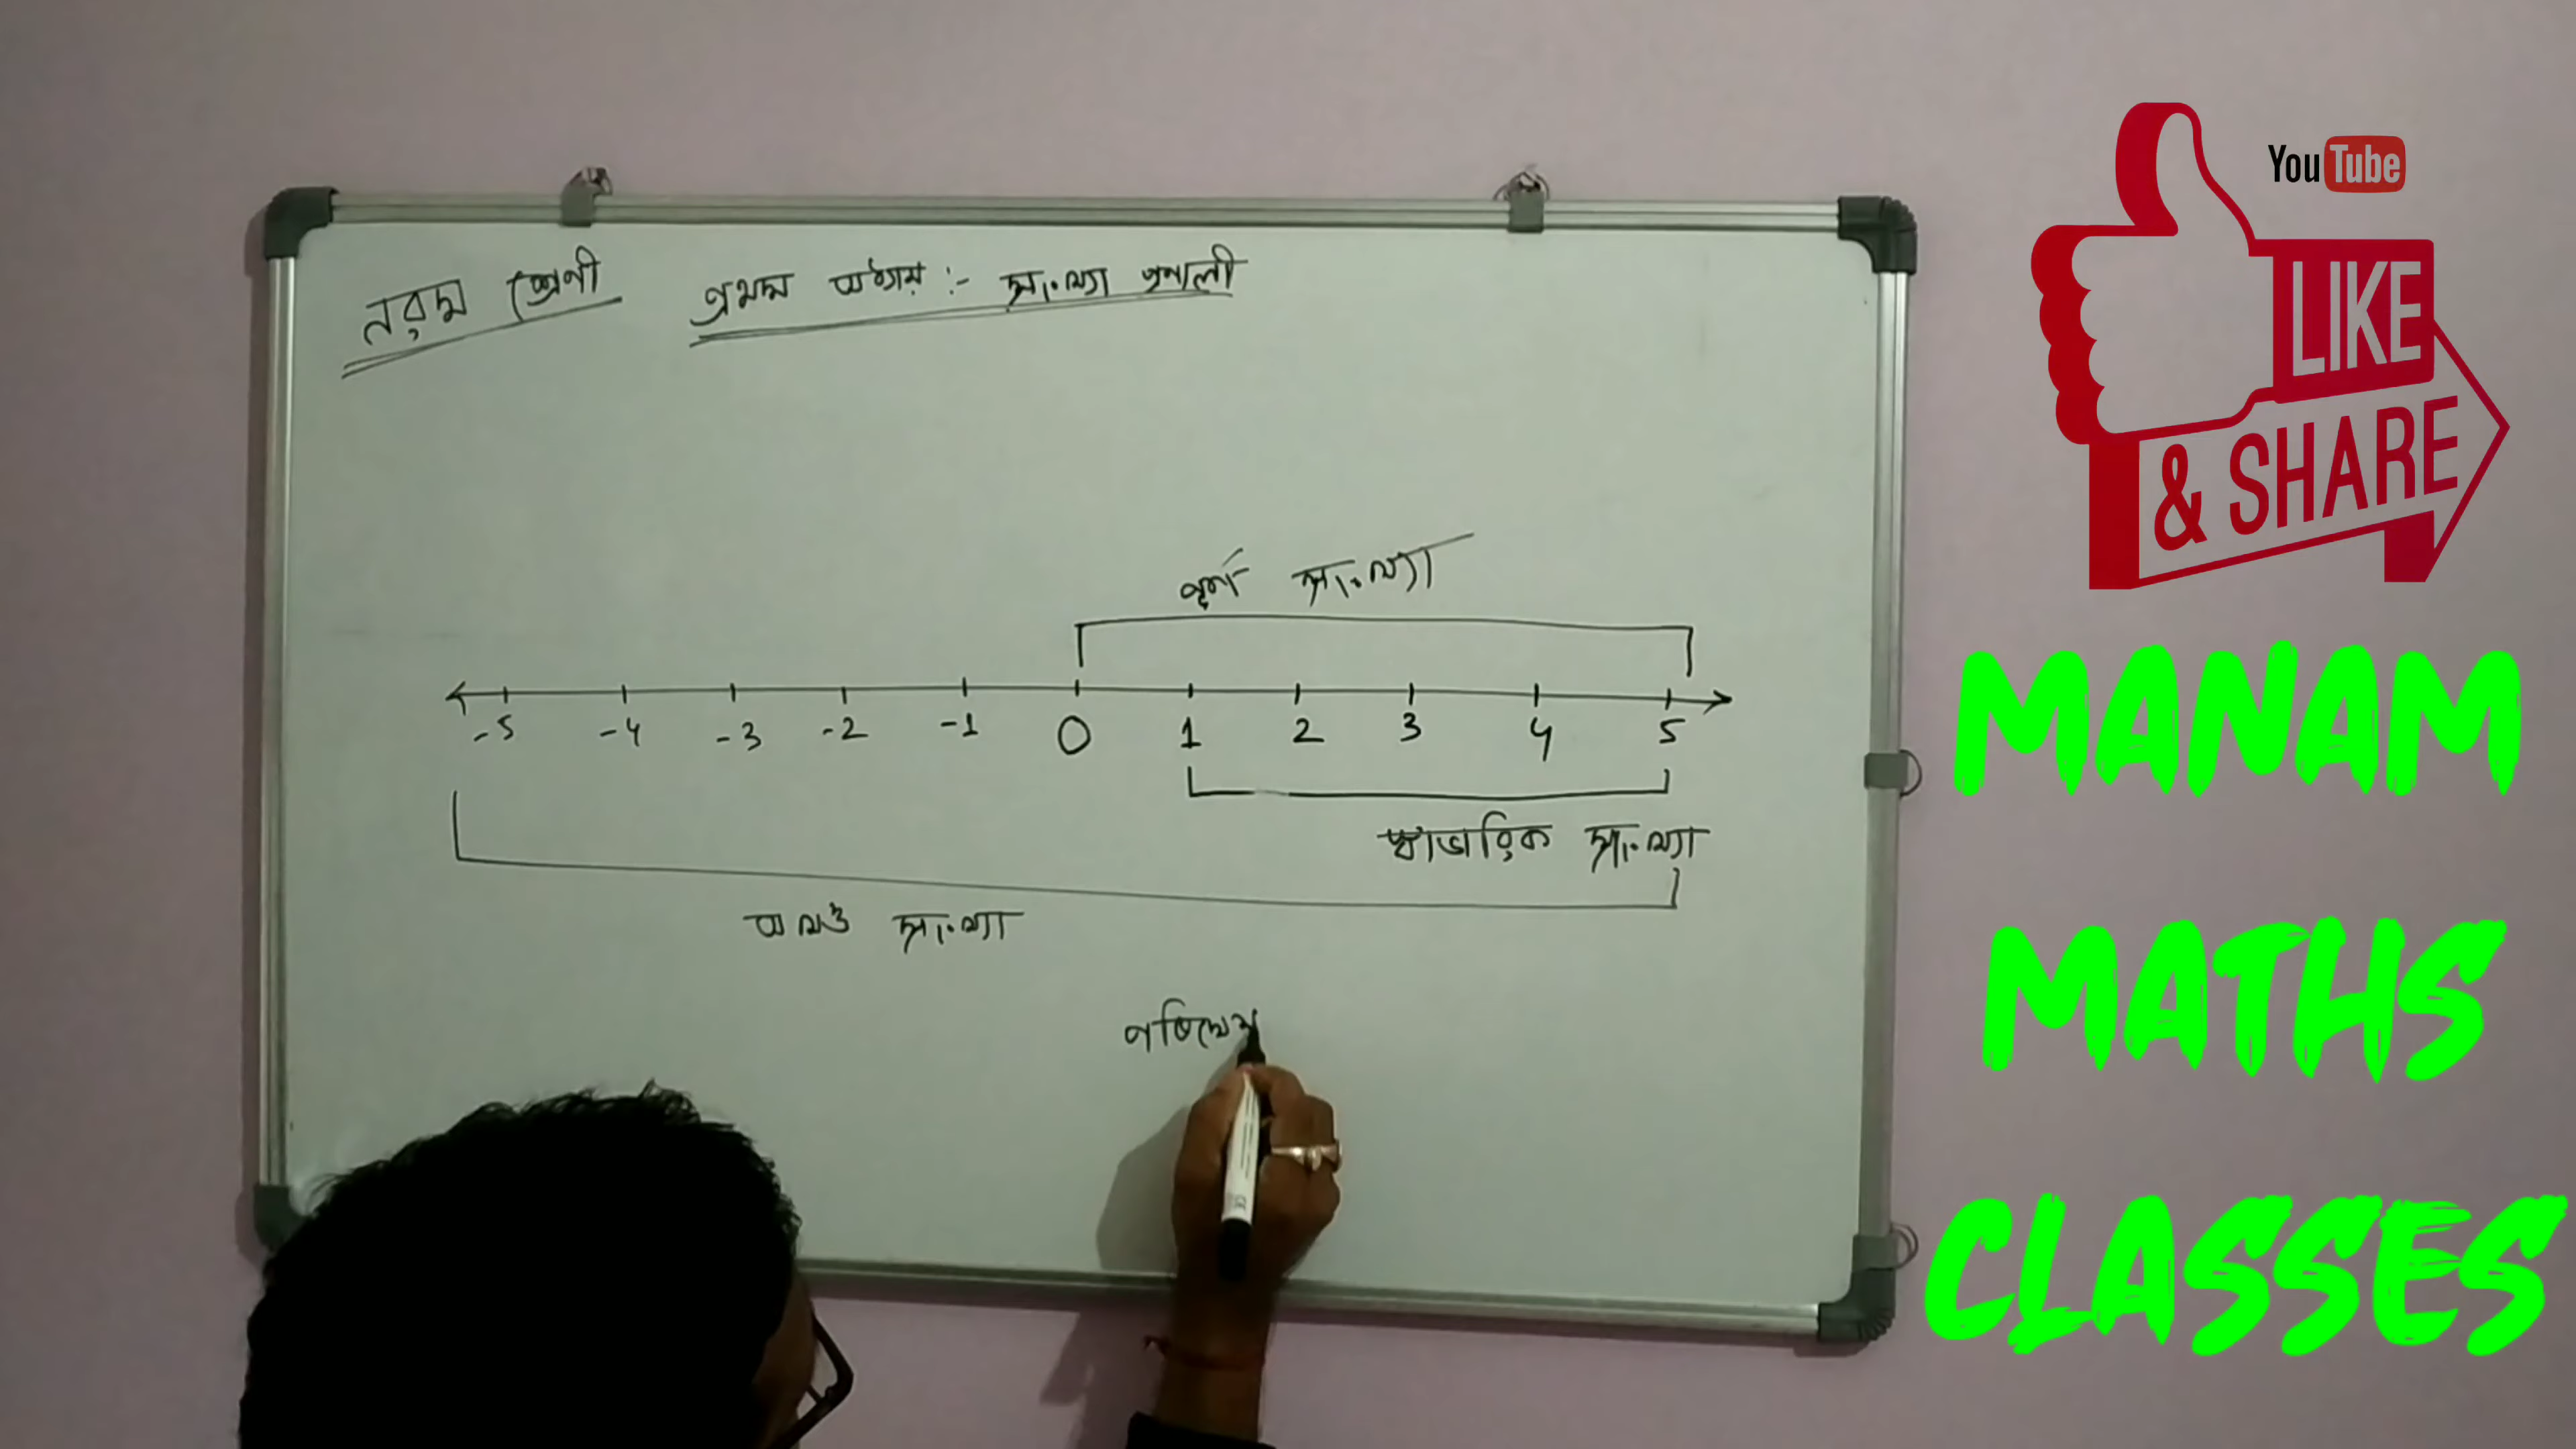 নৱম শ্ৰেণী প্ৰথম অধ্যায় :- সংখ্যা প্ৰণালী
YouTube
LIKE
& SHARE
পূৰ্ণ সংখ্যা
-5 -4 -3 -2 -1 0 1 2 3 4 5
স্বাভাৱিক সংখ্যা
অখণ্ড সংখ্যা
MANAM
MATHS
CLASSES